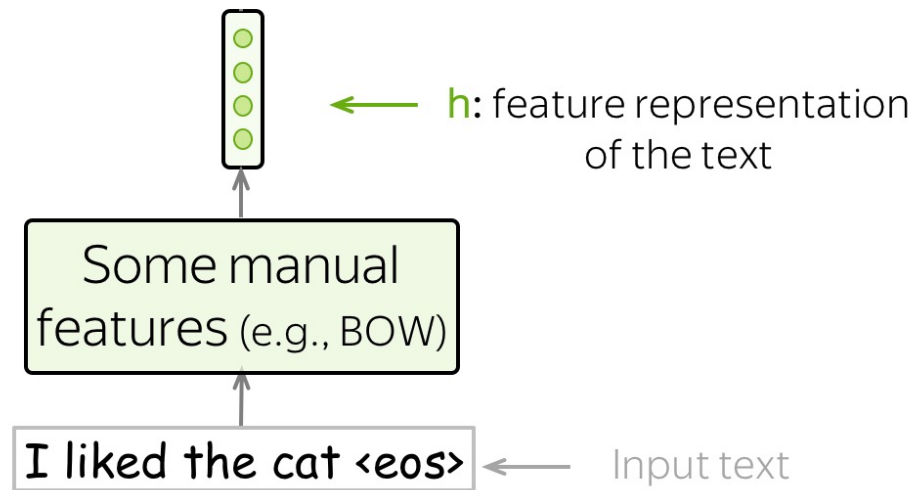 h: feature representation
of the text
Some manual
features (e.g., BOW)
I liked the cat <eos>
Input text